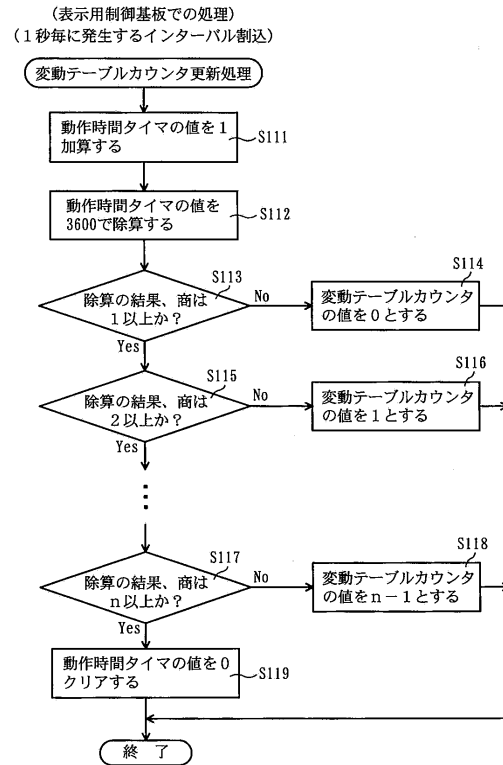 (表示用制御基板での処理)
(１秒毎に発生するインターバル割込)
変動テーブルカウンタ更新処理
動作時間タイマの値を１
加算する
S111
動作時間タイマの値を
3600で除算する
S112
除算の結果、商は
１以上か？
S113
No
Yes
変動テーブルカウンタ
の値を０とする
S114
除算の結果、商は
２以上か？
S115
No
Yes
変動テーブルカウンタ
の値を１とする
S116
除算の結果、商は
ｎ以上か？
S117
No
Yes
変動テーブルカウンタ
の値をｎ－１とする
S118
動作時間タイマの値を０
クリアする
S119
終 了